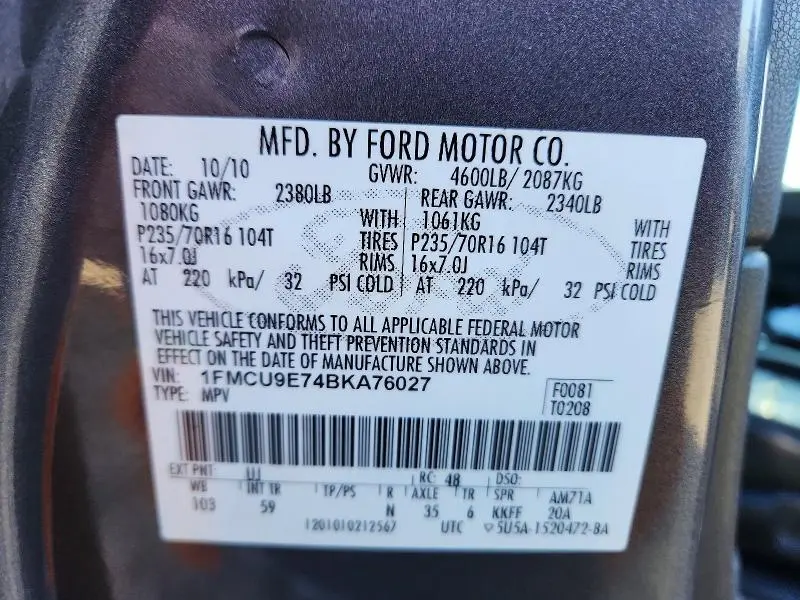 MFD. BY FORD MOTOR CO.
DATE: 10/10 GVWR: 4600LB/ 2087KG
FRONT GAWR: 2380LB REAR GAWR: 2340LB
1080KG WITH 1061KG WITH
P235/70R16 104T TIRES P235/70R16 104T TIRES
16x7.0J RIMS 16x7.0J RIMS
AT 220 kPa/ 32 PSI COLD AT 220 kPa/ 32 PSI COLD
THIS VEHICLE CONFORMS TO ALL APPLICABLE FEDERAL MOTOR
VEHICLE SAFETY AND THEFT PREVENTION STANDARDS IN
EFFECT ON THE DATE OF MANUFACTURE SHOWN ABOVE.
VIN: 1FMCU9E74BKA76027 F0081
TYPE: MPV T0208
EXT PNT: UJ RC: 48 DSO:
WB INT TR TP/PS R AXLE TR SPR AM71A
103 59 N 35 6 KKFF 20A
1201010212567 UTC ▽5U5A-1520472-BA